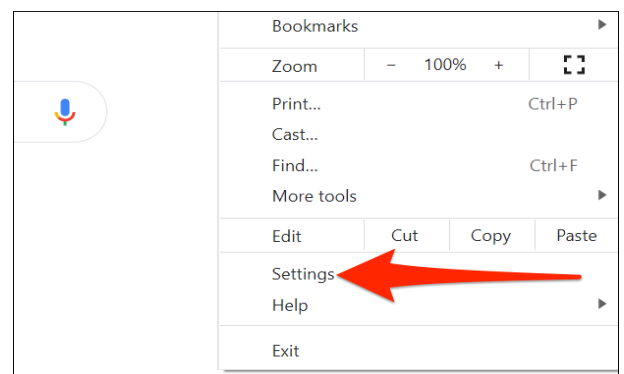 Bookmarks
Zoom − 100% +
Print... Ctrl+P
Cast...
Find... Ctrl+F
More tools
Edit Cut Copy Paste
Settings
Help
Exit